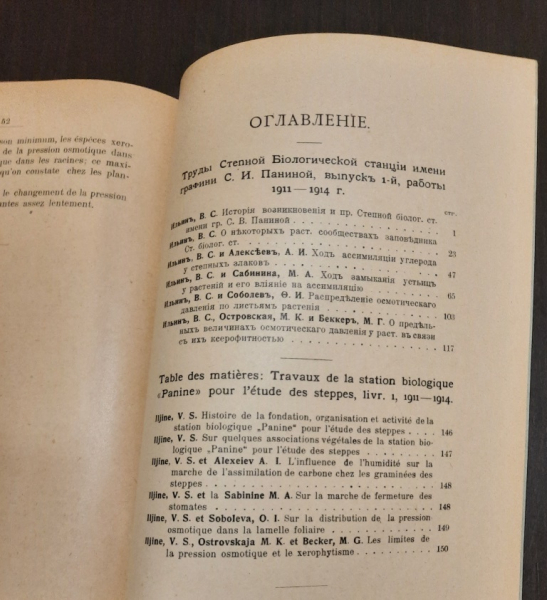 52
son minimum, les espèces xero-
de la pression osmotique dans
que dans les racines; ce maxi-
qu'on constate chez les plan-
le changement de la pression
antes assez lentement.
ОГЛАВЛЕНІЕ.
Труды Степной Біологической станціи имени
графини С. И. Паниной, выпускъ 1-й, работы
1911—1914 г.
стр.
Ильинъ, В. С. Исторія возникновенія и пр. Степной біолог. ст.
имени гр. С. В. Паниной . . . . 1
Ильинъ, В. С. О нѣкоторыхъ раст. сообществахъ заповѣдника
Ст. біолог. ст. . . . . 23
Ильинъ, В. С. и Алексѣевъ, А. И. Ходъ ассимиляціи углерода
у степныхъ злаковъ . . . . 47
Ильинъ, В. С. и Сабинина, М. А. Ходъ замыканія устьицъ
у растеній и его вліяніе на ассимиляцію . . . . 65
Ильинъ, В. С. и Соболевъ, Ѳ. И. Распредѣленіе осмотическаго
давленія по листьямъ растенія . . . . 103
Ильинъ, В. С., Островская, М. К. и Беккеръ, М. Г. О предѣль-
ныхъ величинахъ осмотическаго давленія у раст. въ связи
съ ихъ ксерофитностью . . . . 117
Table des matières: Travaux de la station biologique
«Panine» pour l'étude des steppes, livr. 1, 1911—1914.
Iljine, V. S. Histoire de la fondation, organisation et activité de la
station biologique „Panine“ pour l'étude des steppes . . . . 146
Iljine, V. S. Sur quelques associations végétales de la station bio-
logique „Panine“ pour l'étude des steppes . . . . 147
Iljine, V. S. et Alexeiev A. I. L'influence de l'humidité sur la
marche de l'assimilation de carbone chez les graminées des
steppes . . . . 148
Iljine, V. S. et la Sabinine M. A. Sur la marche de fermeture des
stomates . . . . 148
Iljine, V. S. et Soboleva, O. I. Sur la distribution de la pression
osmotique dans la lamelle foliaire . . . . 149
Iljine, V. S., Ostrovskaja M. K. et Becker, M. G. Les limites de
la pression osmotique et le xerophytisme . . . . 150